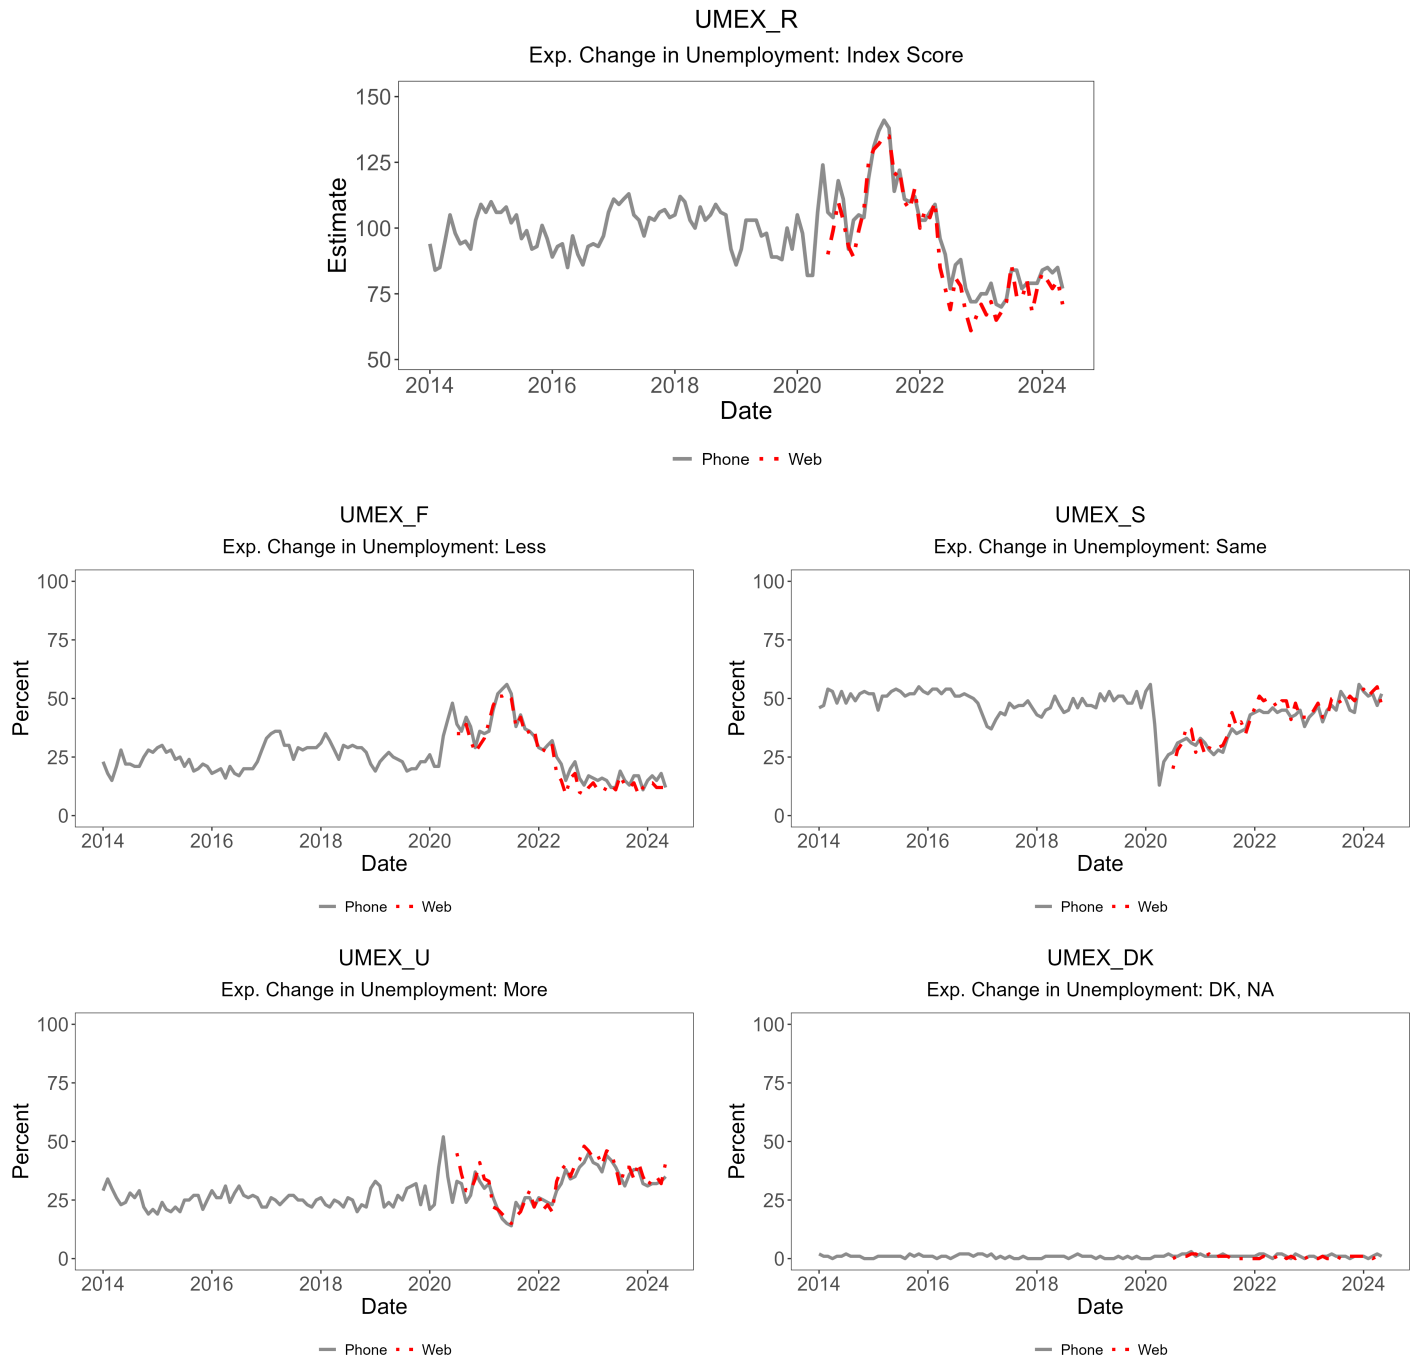 UMEX_R
Exp. Change in Unemployment: Index Score
150
125
100
75
50
Estimate
2014 2016 2018 2020 2022 2024
Date
Phone Web
UMEX_F
Exp. Change in Unemployment: Less
100
75
50
25
0
Percent
2014 2016 2018 2020 2022 2024
Date
Phone Web
UMEX_S
Exp. Change in Unemployment: Same
100
75
50
25
0
Percent
2014 2016 2018 2020 2022 2024
Date
Phone Web
UMEX_U
Exp. Change in Unemployment: More
100
75
50
25
0
Percent
2014 2016 2018 2020 2022 2024
Date
Phone Web
UMEX_DK
Exp. Change in Unemployment: DK, NA
100
75
50
25
0
Percent
2014 2016 2018 2020 2022 2024
Date
Phone Web